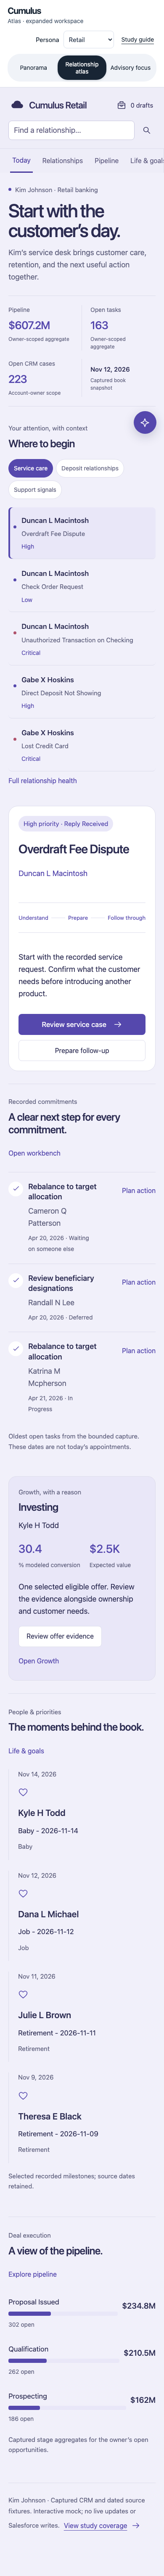 Cumulus
Atlas · expanded workspace
Persona
Retail
Study guide
Panorama
Relationship
atlas
Advisory focus
Cumulus Retail
0 drafts
Find a relationship...
Today
Relationships
Pipeline
Life & goals
Kim Johnson · Retail banking
Start with the
customer's day.
Kim's service desk brings customer care,
retention, and the next useful action
together.
Pipeline
$607.2M
Owner-scoped aggregate
Open tasks
163
Owner-scoped
aggregate
Open CRM cases
223
Account-owner scope
Nov 12, 2026
Captured book
snapshot
Your attention, with context
Where to begin
Service care
Deposit relationships
Support signals
Duncan L Macintosh
Overdraft Fee Dispute
High
Duncan L Macintosh
Check Order Request
Low
Duncan L Macintosh
Unauthorized Transaction on Checking
Critical
Gabe X Hoskins
Direct Deposit Not Showing
High
Gabe X Hoskins
Lost Credit Card
Critical
Full relationship health
High priority · Reply Received
Overdraft Fee Dispute
Duncan L Macintosh
Understand
Prepare
Follow through
Start with the recorded service
request. Confirm what the customer
needs before introducing another
product.
Review service case
Prepare follow-up
Recorded commitments
A clear next step for every
commitment.
Open workbench
Rebalance to target
allocation
Plan action
Cameron Q
Patterson
Apr 20, 2026 · Waiting
on someone else
Review beneficiary
designations
Plan action
Randall N Lee
Apr 20, 2026 · Deferred
Rebalance to target
allocation
Plan action
Katrina M
Mcpherson
Apr 21, 2026 · In
Progress
Oldest open tasks from the bounded capture.
These dates are not today's appointments.
Growth, with a reason
Investing
Kyle H Todd
30.4
% modeled conversion
$2.5K
Expected value
One selected eligible offer. Review
the evidence alongside ownership
and customer needs.
Review offer evidence
Open Growth
People & priorities
The moments behind the book.
Life & goals
Nov 14, 2026
Kyle H Todd
Baby - 2026-11-14
Baby
Nov 12, 2026
Dana L Michael
Job - 2026-11-12
Job
Nov 11, 2026
Julie L Brown
Retirement - 2026-11-11
Retirement
Nov 9, 2026
Theresa E Black
Retirement - 2026-11-09
Retirement
Selected recorded milestones; source dates
retained.
Deal execution
A view of the pipeline.
Explore pipeline
Proposal Issued
$234.8M
302 open
Qualification
$210.5M
262 open
Prospecting
$162M
186 open
Captured stage aggregates for the owner's open
opportunities.
Kim Johnson · Captured CRM and dated source
fixtures. Interactive mock; no live updates or
Salesforce writes. View study coverage